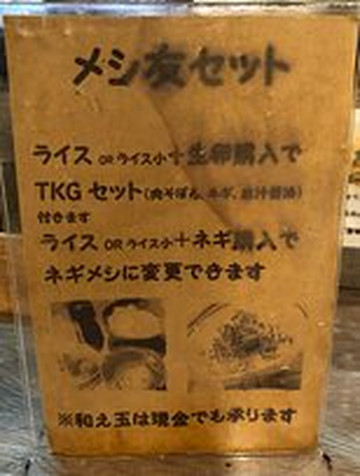 メシ友セット
ライス OR ライス小+生卵購入で
TKG セット(肉そぼろ、ネギ、出汁醤油)
付きます
ライス OR ライス小+ネギ購入で
ネギメシに変更できます
※和え玉は現金でも承ります